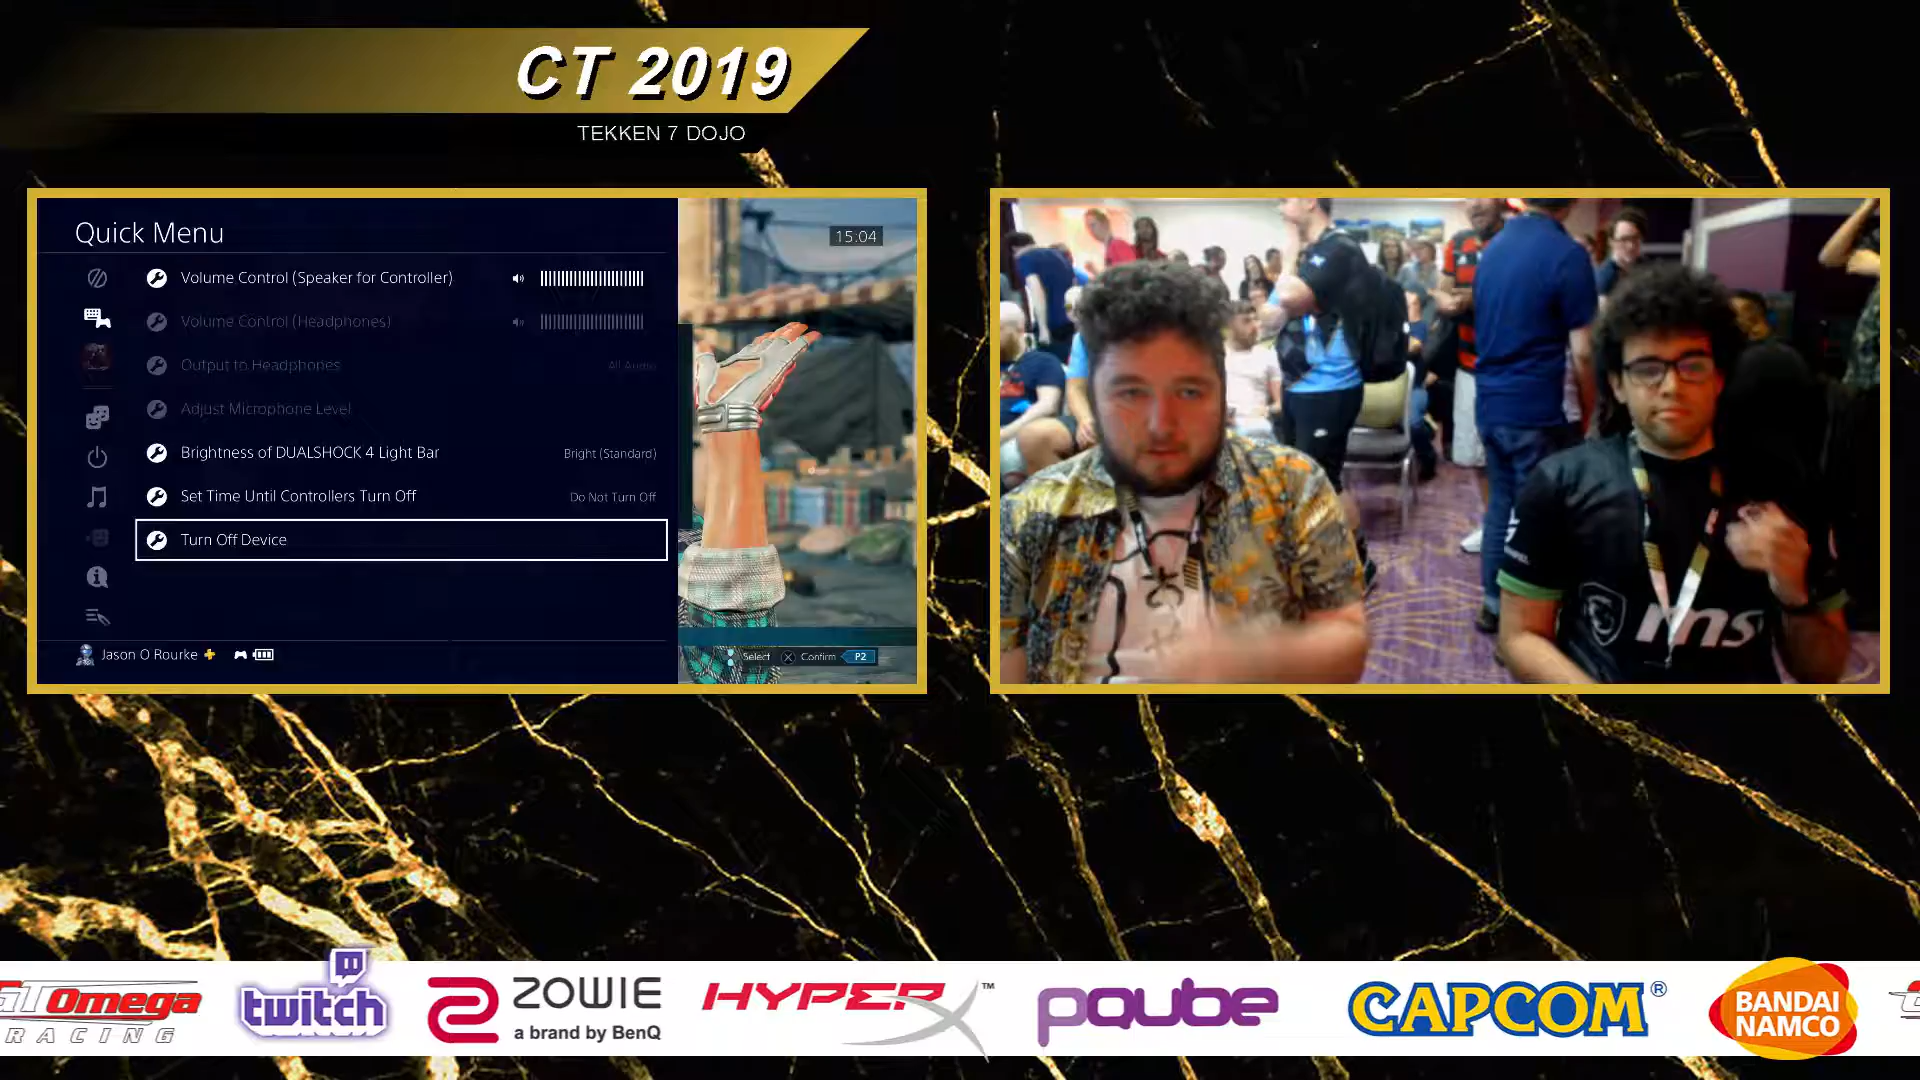 CT 2019
TEKKEN 7 DOJO
Quick Menu
15:04
Volume Control (Speaker for Controller)
Volume Control (Headphones)
Output to Headphones All Audio
Adjust Microphone Level
Brightness of DUALSHOCK 4 Light Bar Bright (Standard)
Set Time Until Controllers Turn Off Do Not Turn Off
Turn Off Device
Jason O Rourke
Select Confirm P2
msi
GT Omega
RACING
twitch
ZOWIE
a brand by BenQ
HYPERX™
pqube
CAPCOM®
BANDAI
NAMCO